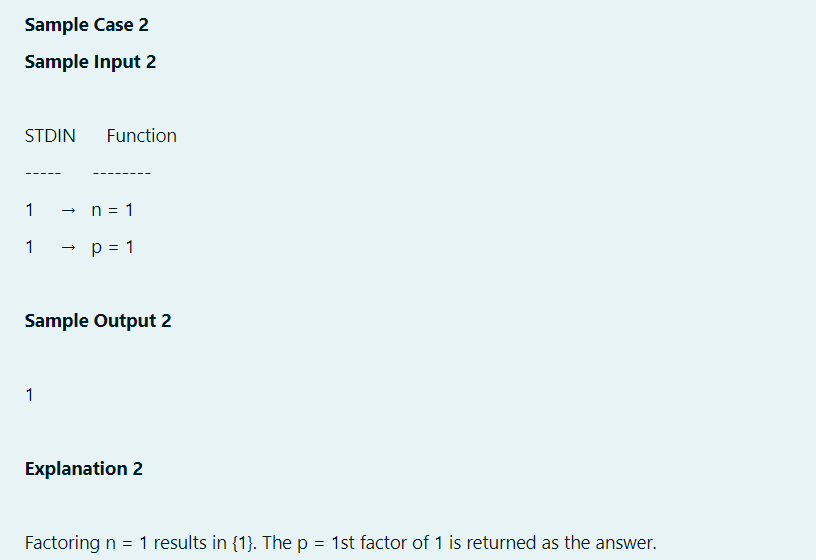 Sample Case 2
Sample Input 2
STDIN Function
----- --------
1 → n = 1
1 → p = 1
Sample Output 2
1
Explanation 2
Factoring n = 1 results in {1}. The p = 1st factor of 1 is returned as the answer.